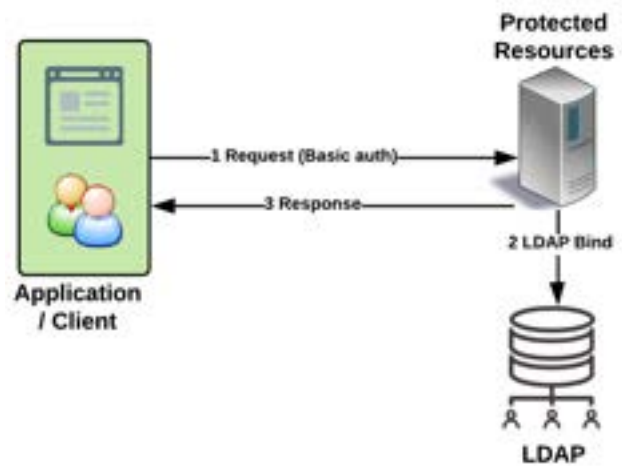 Protected
Resources
1 Request (Basic auth)
3 Response
2 LDAP Bind
Application
/ Client
LDAP